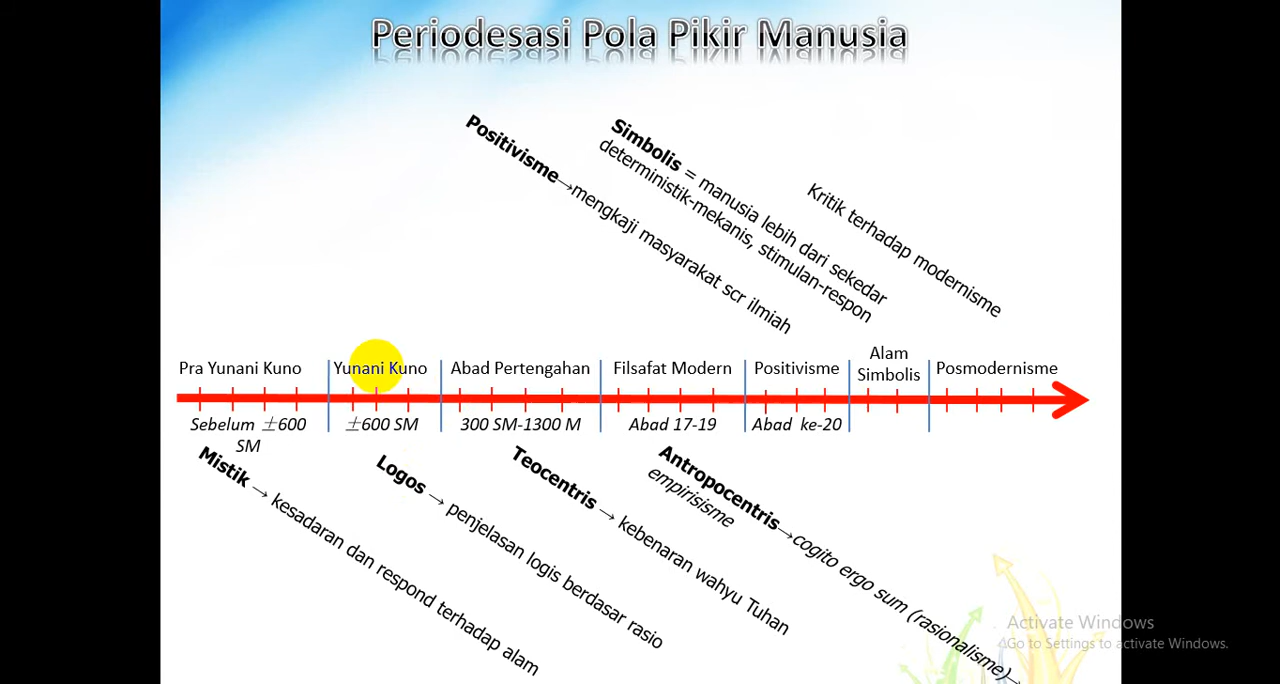 Periodesasi Pola Pikir Manusia
Positivisme→mengkaji masyarakat scr ilmiah
Simbolis = manusia lebih dari sekedar
deterministik-mekanis, stimulan-respon
Kritik terhadap modernisme
Pra Yunani Kuno
Yunani Kuno
Abad Pertengahan
Filsafat Modern
Positivisme
Alam
Simbolis
Posmodernisme
Sebelum ±600
SM
±600 SM
300 SM-1300 M
Abad 17-19
Abad ke-20
Mistik → kesadaran dan respond terhadap alam
Logos → penjelasan logis berdasar rasio
Teocentris → kebenaran wahyu Tuhan
Antropocentris→cogito ergo sum (rasionalisme)→
empirisisme
Activate Windows
Go to Settings to activate Windows.